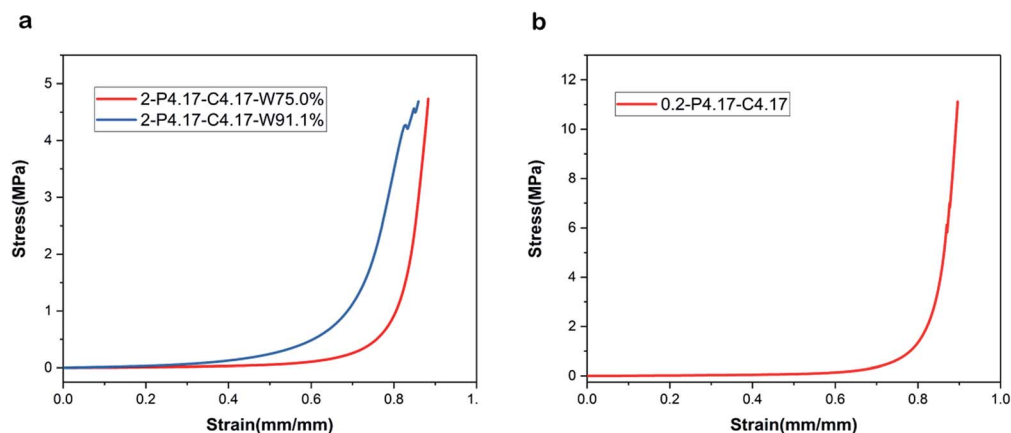 a
5
4
3
2
1
0
Stress(MPa)
2-P4.17-C4.17-W75.0%
2-P4.17-C4.17-W91.1%
0.0 0.2 0.4 0.6 0.8 1.
Strain(mm/mm)
b
12
10
8
6
4
2
0
Stress(MPa)
0.2-P4.17-C4.17
0.0 0.2 0.4 0.6 0.8 1.0
Strain(mm/mm)